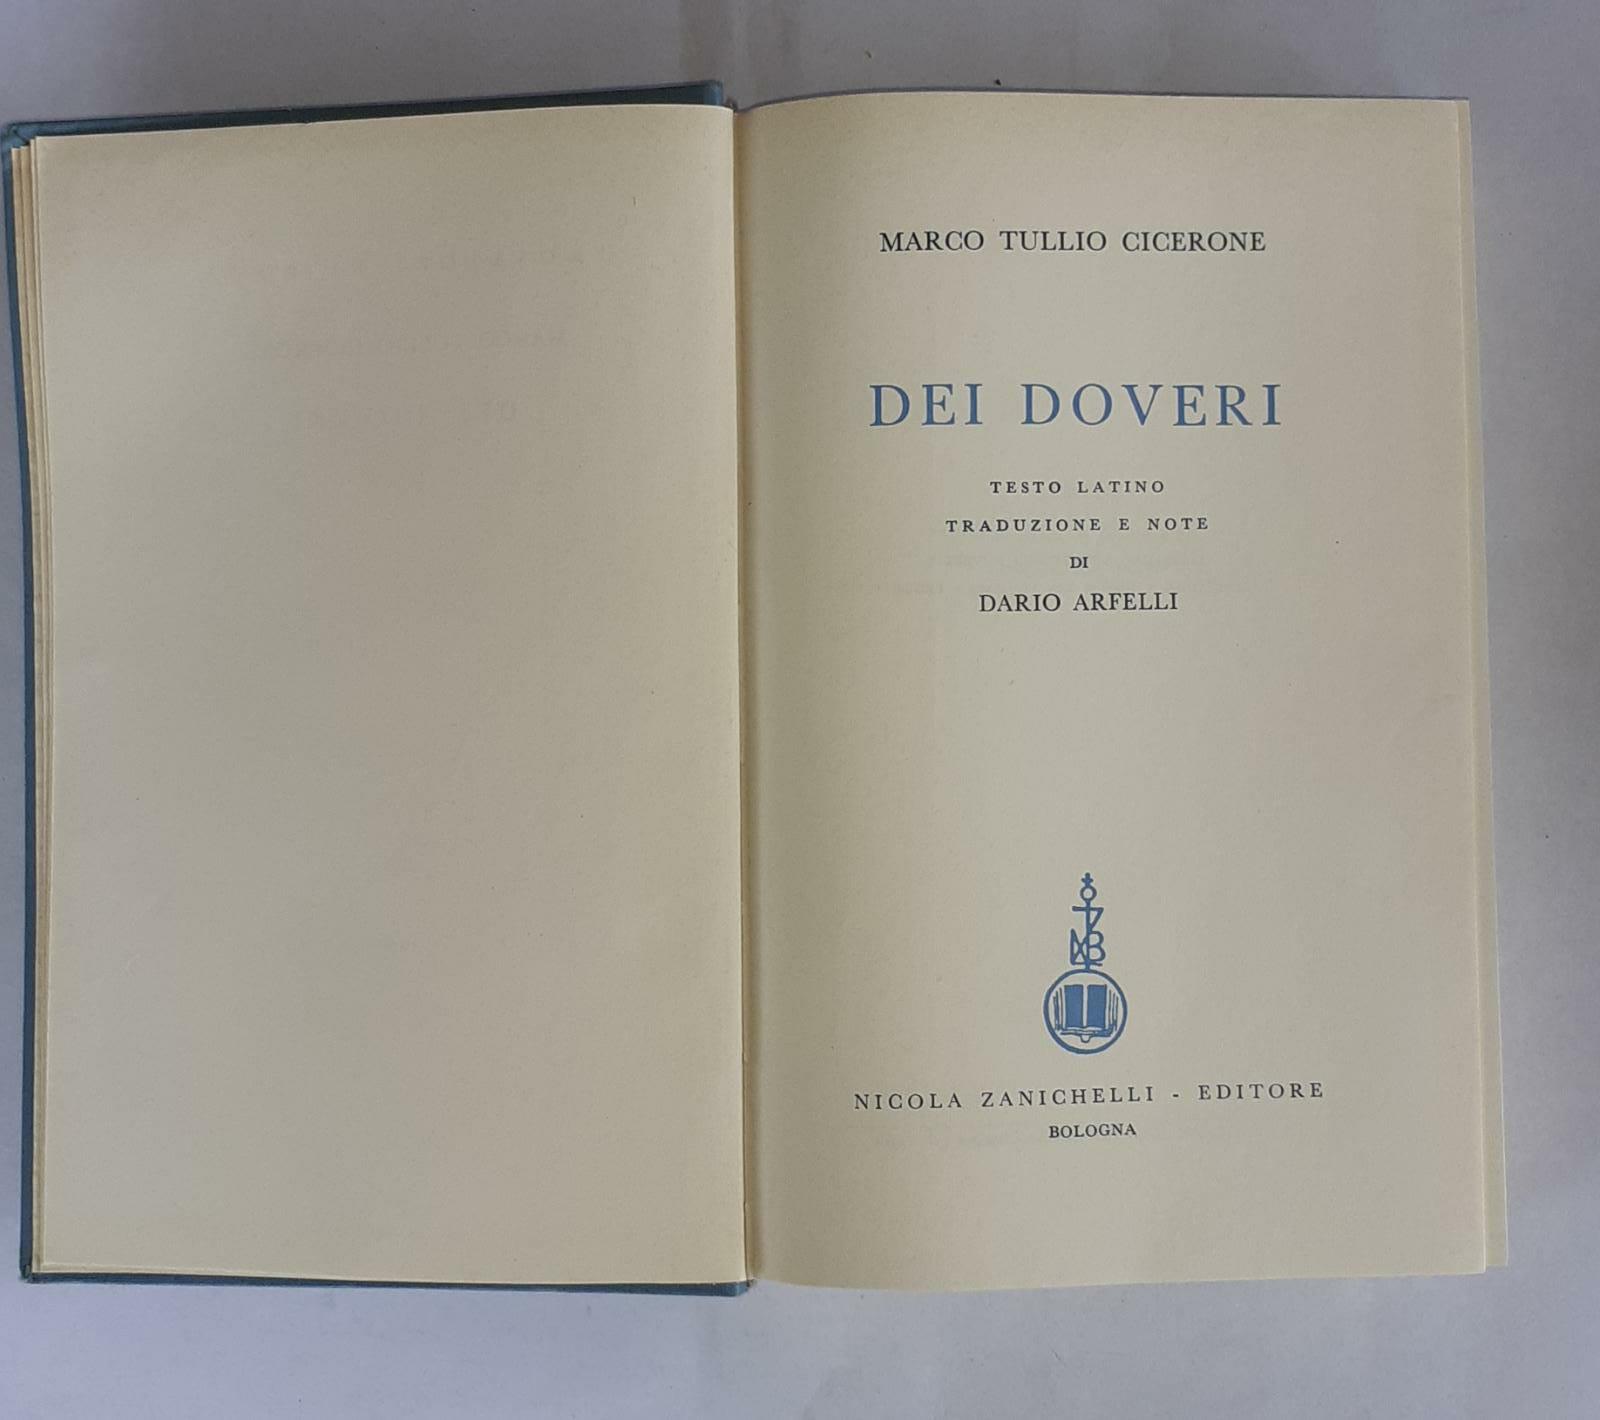 MARCO TULLIO CICERONE
DEI DOVERI
TESTO LATINO
TRADUZIONE E NOTE
DI
DARIO ARFELLI
NICOLA ZANICHELLI - EDITORE
BOLOGNA